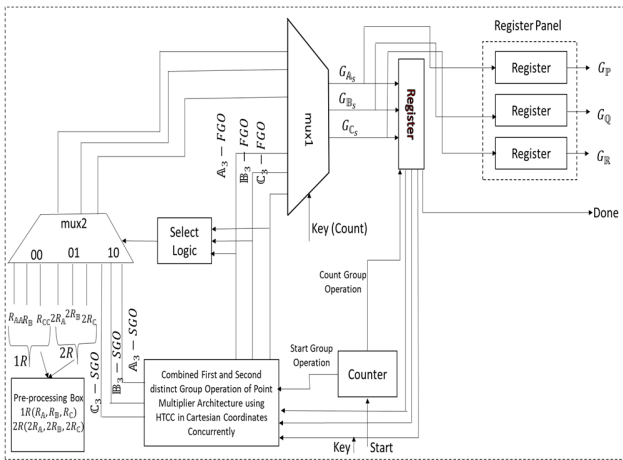 Register Panel
Register
G_ℙ
Register
G_ℚ
Register
G_ℝ
G_𝔸ₛ
G_𝔹ₛ
G_ℂₛ
Register
mux1
𝔸₃ − FGO
𝔹₃ − FGO
ℂ₃ − FGO
Done
Key (Count)
mux2
00 01 10
Select
Logic
Count Group
Operation
R_𝔹 R_ℂℂ 2R_𝔸 2R_𝔹 2R_ℂ
1R 2R
ℂ₃ − SGO
𝔹₃ − SGO
𝔸₃ − SGO
Start Group
Operation
Counter
Pre-processing Box
1R(R_𝔸, R_𝔹, R_ℂ)
2R(2R_𝔸, 2R_𝔹, 2R_ℂ)
Combined First and Second
distinct Group Operation of Point
Multiplier Architecture using
HTCC in Cartesian Coordinates
Concurrently
Key Start